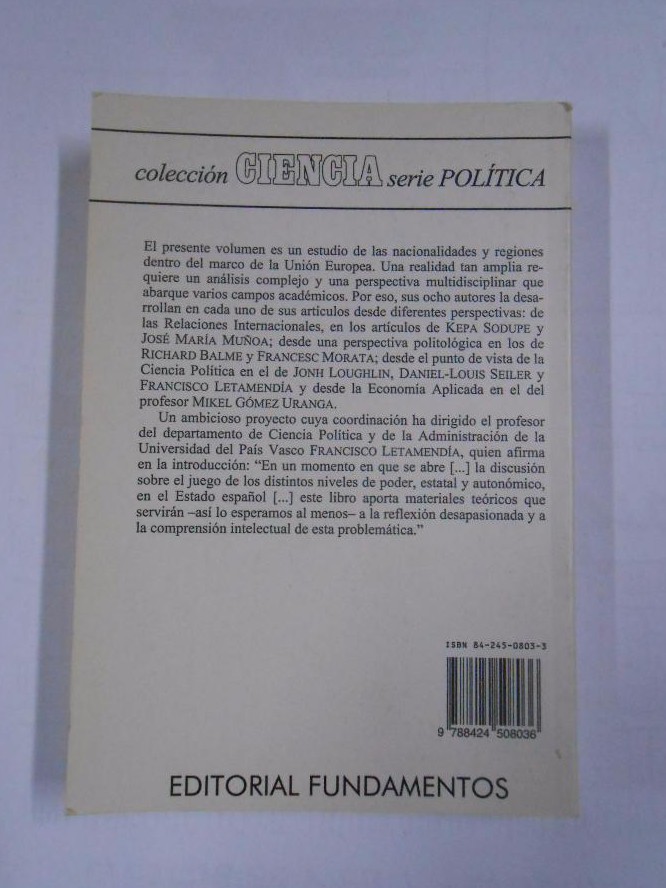 colección CIENCIA serie POLÍTICA
El presente volumen es un estudio de las nacionalidades y regiones
dentro del marco de la Unión Europea. Una realidad tan amplia re-
quiere un análisis complejo y una perspectiva multidisciplinar que
abarque varios campos académicos. Por eso, sus ocho autores la desa-
rrollan en cada uno de sus artículos desde diferentes perspectivas: de
las Relaciones Internacionales, en los artículos de KEPA SODUPE y
JOSÉ MARÍA MUÑOA; desde una perspectiva politológica en los de
RICHARD BALME y FRANCESC MORATA; desde el punto de vista de la
Ciencia Política en el de JONH LOUGHLIN, DANIEL-LOUIS SEILER y
FRANCISCO LETAMENDÍA y desde la Economía Aplicada en el del
profesor MIKEL GÓMEZ URANGA.
Un ambicioso proyecto cuya coordinación ha dirigido el profesor
del departamento de Ciencia Política y de la Administración de la
Universidad del País Vasco FRANCISCO LETAMENDÍA, quien afirma
en la introducción: “En un momento en que se abre [...] la discusión
sobre el juego de los distintos niveles de poder, estatal y autonómico,
en el Estado español [...] este libro aporta materiales teóricos que
servirán –así lo esperamos al menos– a la reflexión desapasionada y a
la comprensión intelectual de esta problemática.”
ISBN 84-245-0803-3
9 788424 508036
EDITORIAL FUNDAMENTOS